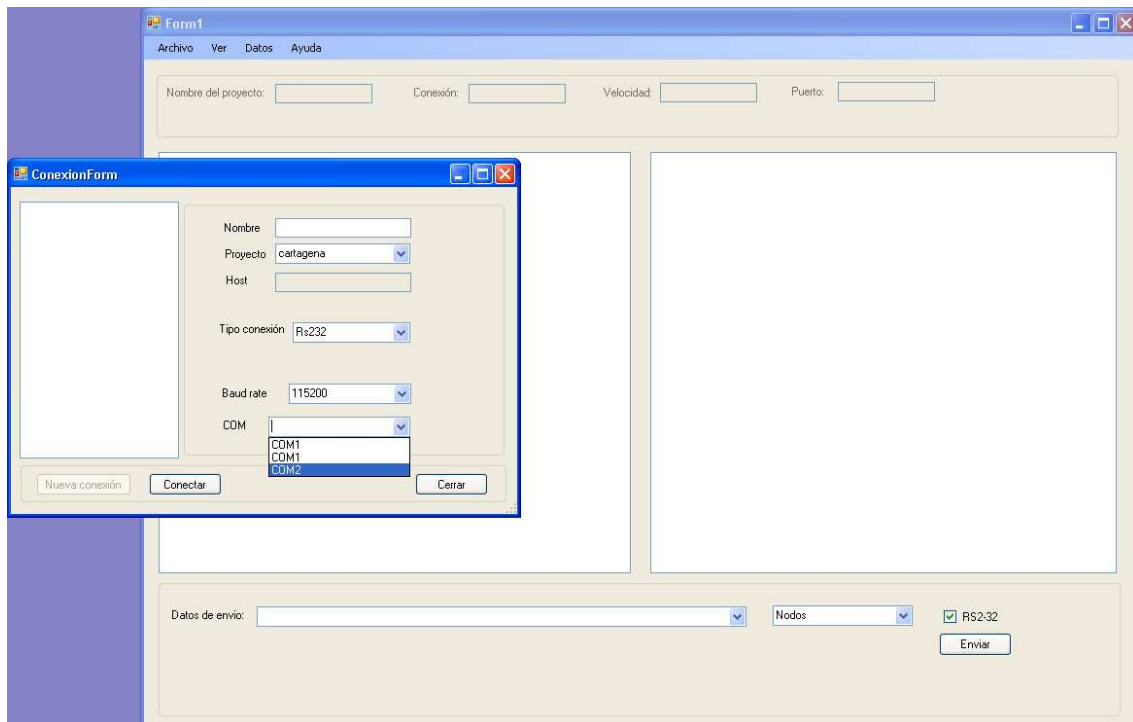 Form1
Archivo Ver Datos Ayuda
Nombre del proyecto: Conexión: Velocidad: Puerto:
ConexionForm
Nombre
Proyecto cartagena
Host
Tipo conexión Rs232
Baud rate 115200
COM
COM1
COM1
COM2
Nueva conexión Conectar Cerrar
Datos de envio: Nodos RS2-32
Enviar